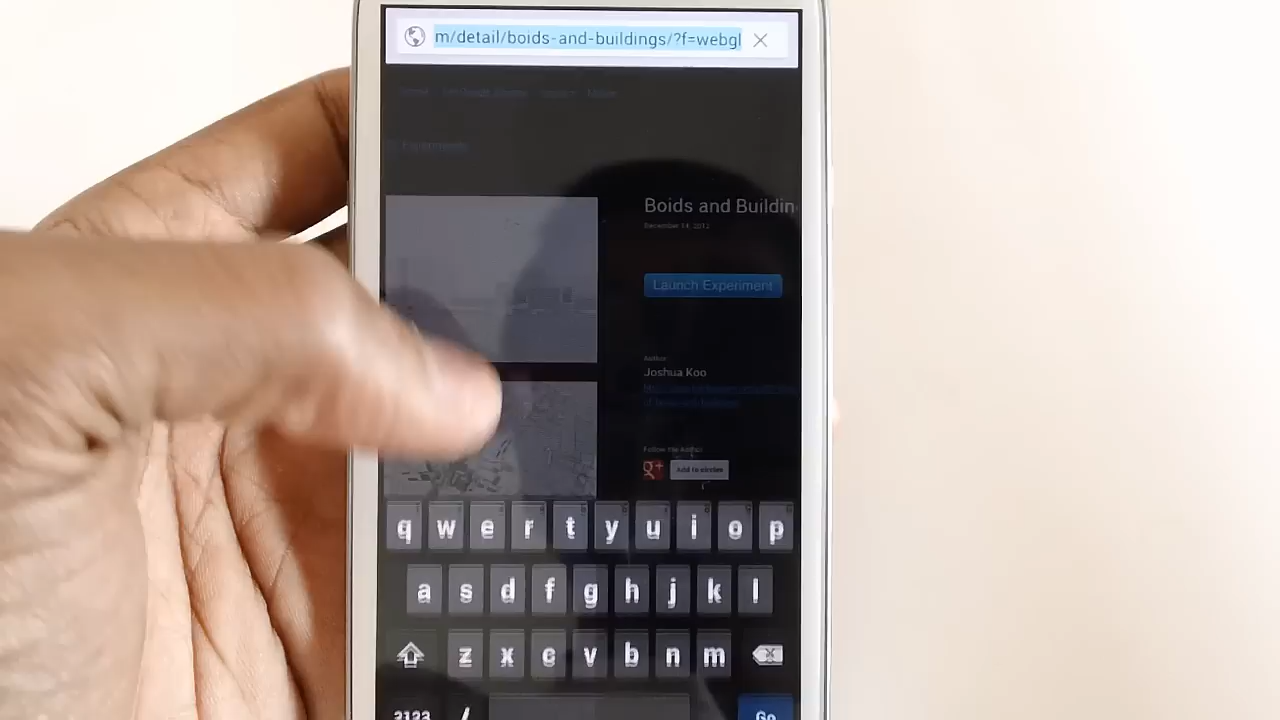 m/detail/boids-and-buildings/?f=webgl
Experiments
Boids and Buildin
December 14, 2012
Launch Experiment
Author
Joshua Koo
Follow the Author
g+ Add to circles
q w e r t y u i o p
a s d f g h j k l
z x c v b n m
?123 / Go